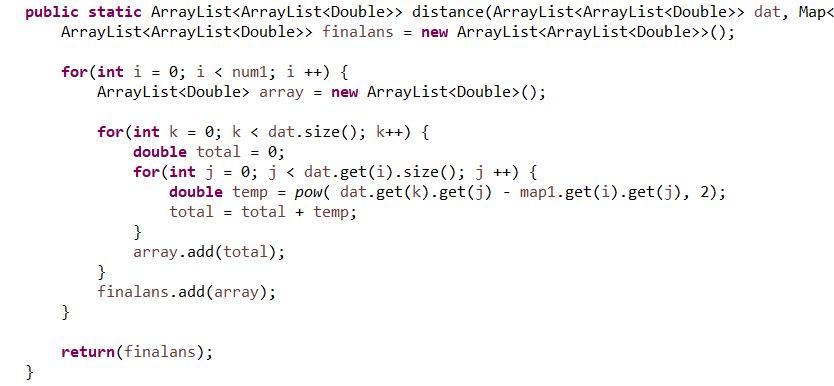 public static ArrayList<ArrayList<Double>> distance(ArrayList<ArrayList<Double>> dat, Map<
    ArrayList<ArrayList<Double>> finalans = new ArrayList<ArrayList<Double>>();

    for(int i = 0; i < num1; i ++) {
        ArrayList<Double> array = new ArrayList<Double>();

        for(int k = 0; k < dat.size(); k++) {
            double total = 0;
            for(int j = 0; j < dat.get(i).size(); j ++) {
                double temp = pow( dat.get(k).get(j) - map1.get(i).get(j), 2);
                total = total + temp;
            }
            array.add(total);
        }
        finalans.add(array);
    }

    return(finalans);
}